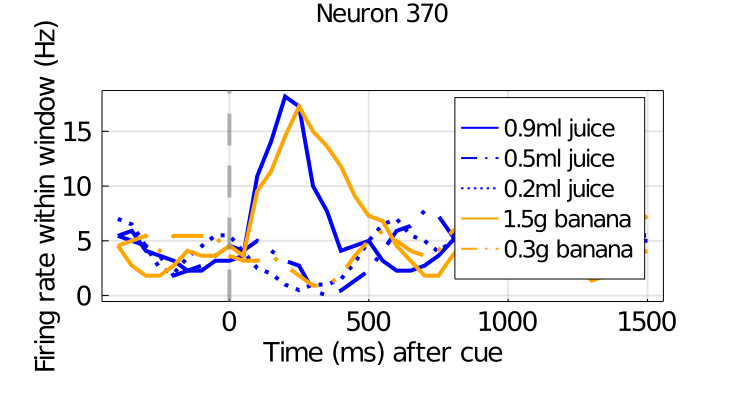 Neuron 370
Firing rate within window (Hz)
15
10
5
0
0.9ml juice
0.5ml juice
0.2ml juice
1.5g banana
0.3g banana
0 500 1000 1500
Time (ms) after cue